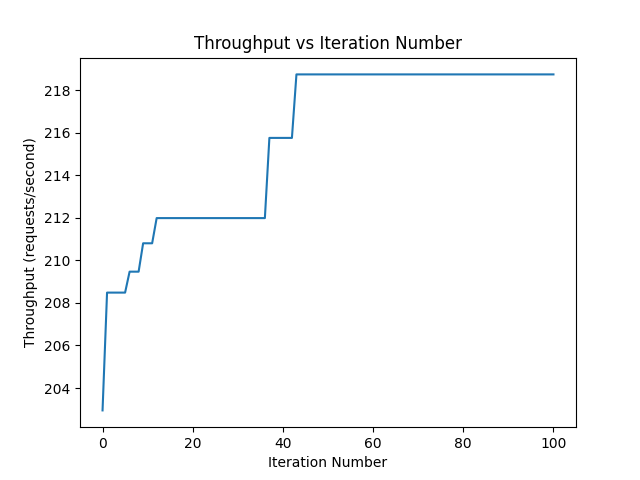 Throughput vs Iteration Number
Throughput (requests/second)
218
216
214
212
210
208
206
204
0 20 40 60 80 100
Iteration Number